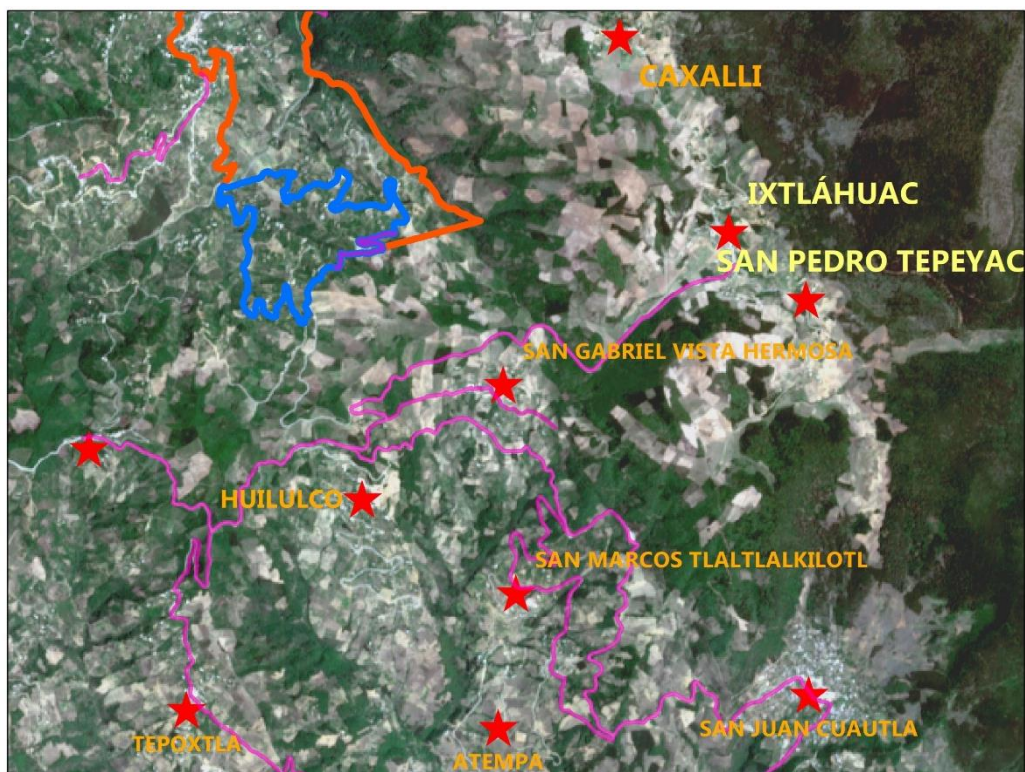 CAXALLI
IXTLÁHUAC
SAN PEDRO TEPEYAC
SAN GABRIEL VISTA HERMOSA
HUILULCO
SAN MARCOS TLALTLALKILOTL
SAN JUAN CUAUTLA
TEPOXTLA
ATEMPA